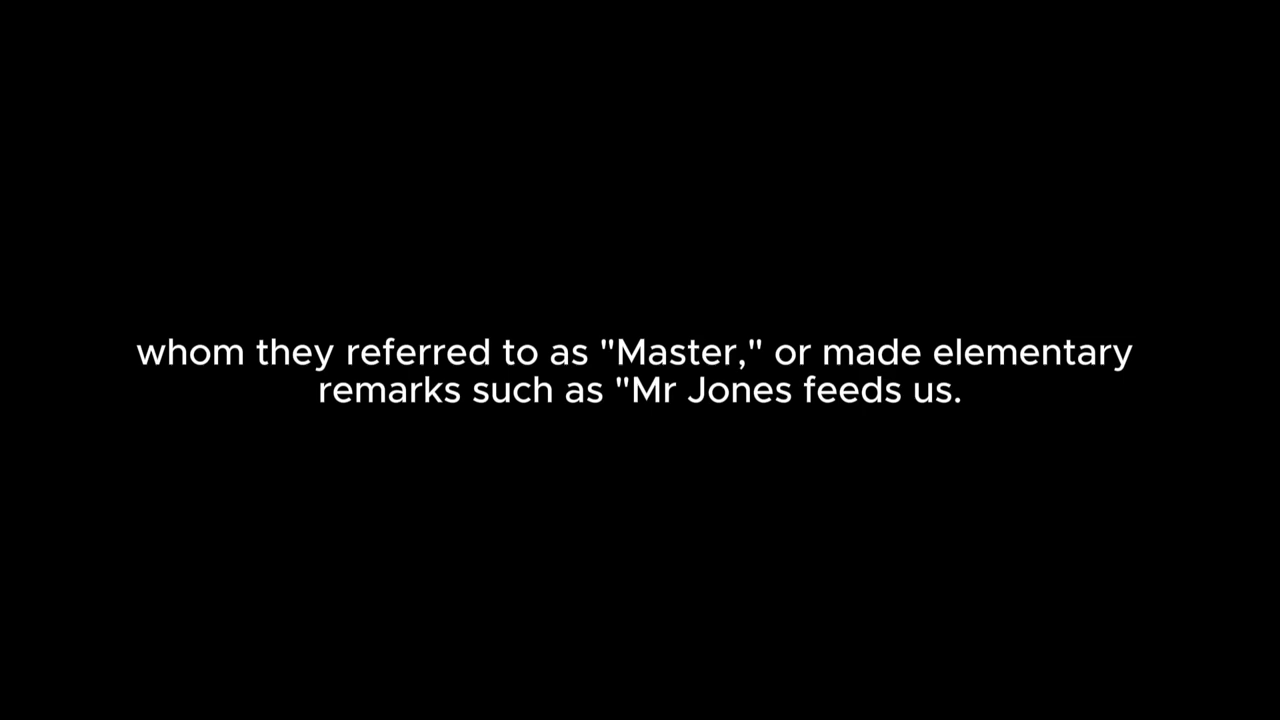 whom they referred to as "Master," or made elementary
remarks such as "Mr Jones feeds us.